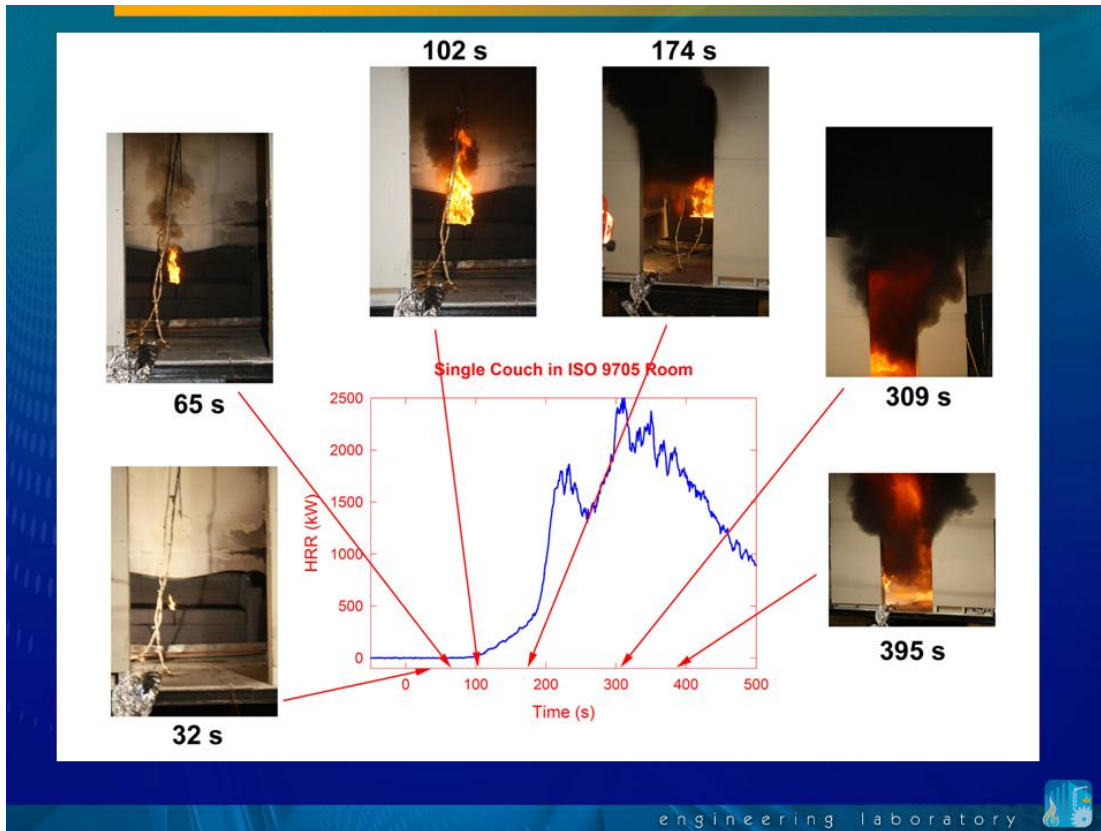 102 s
174 s
65 s
309 s
32 s
395 s
Single Couch in ISO 9705 Room
HRR (kW)
2500
2000
1500
1000
500
0
0
100
200
300
400
500
Time (s)
engineering laboratory